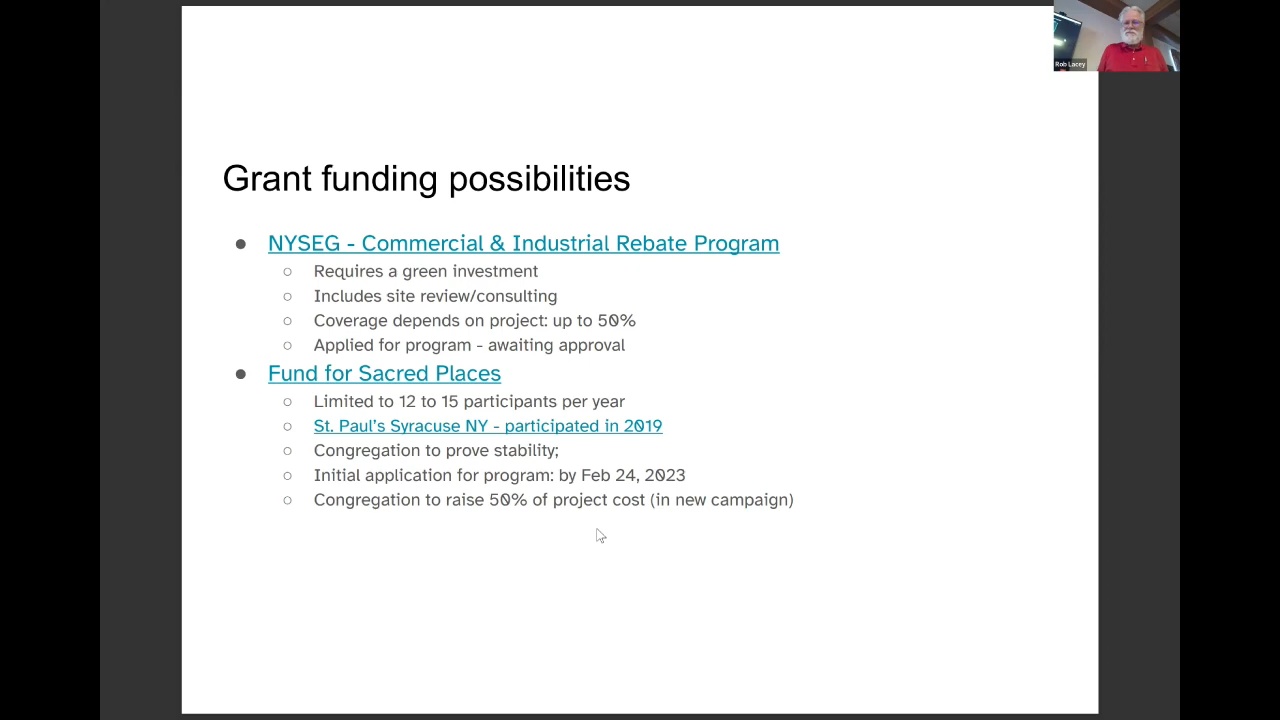 Rob Lacey
Grant funding possibilities
● NYSEG - Commercial & Industrial Rebate Program
○ Requires a green investment
○ Includes site review/consulting
○ Coverage depends on project: up to 50%
○ Applied for program - awaiting approval
● Fund for Sacred Places
○ Limited to 12 to 15 participants per year
○ St. Paul's Syracuse NY - participated in 2019
○ Congregation to prove stability;
○ Initial application for program: by Feb 24, 2023
○ Congregation to raise 50% of project cost (in new campaign)